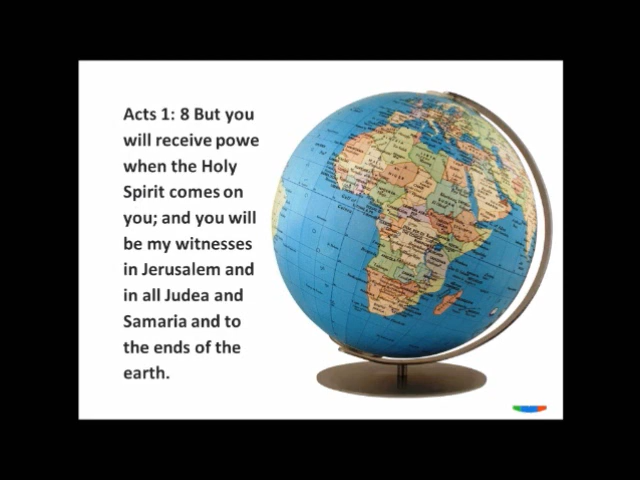 Acts 1: 8 But you
will receive powe
when the Holy
Spirit comes on
you; and you will
be my witnesses
in Jerusalem and
in all Judea and
Samaria and to
the ends of the
earth.